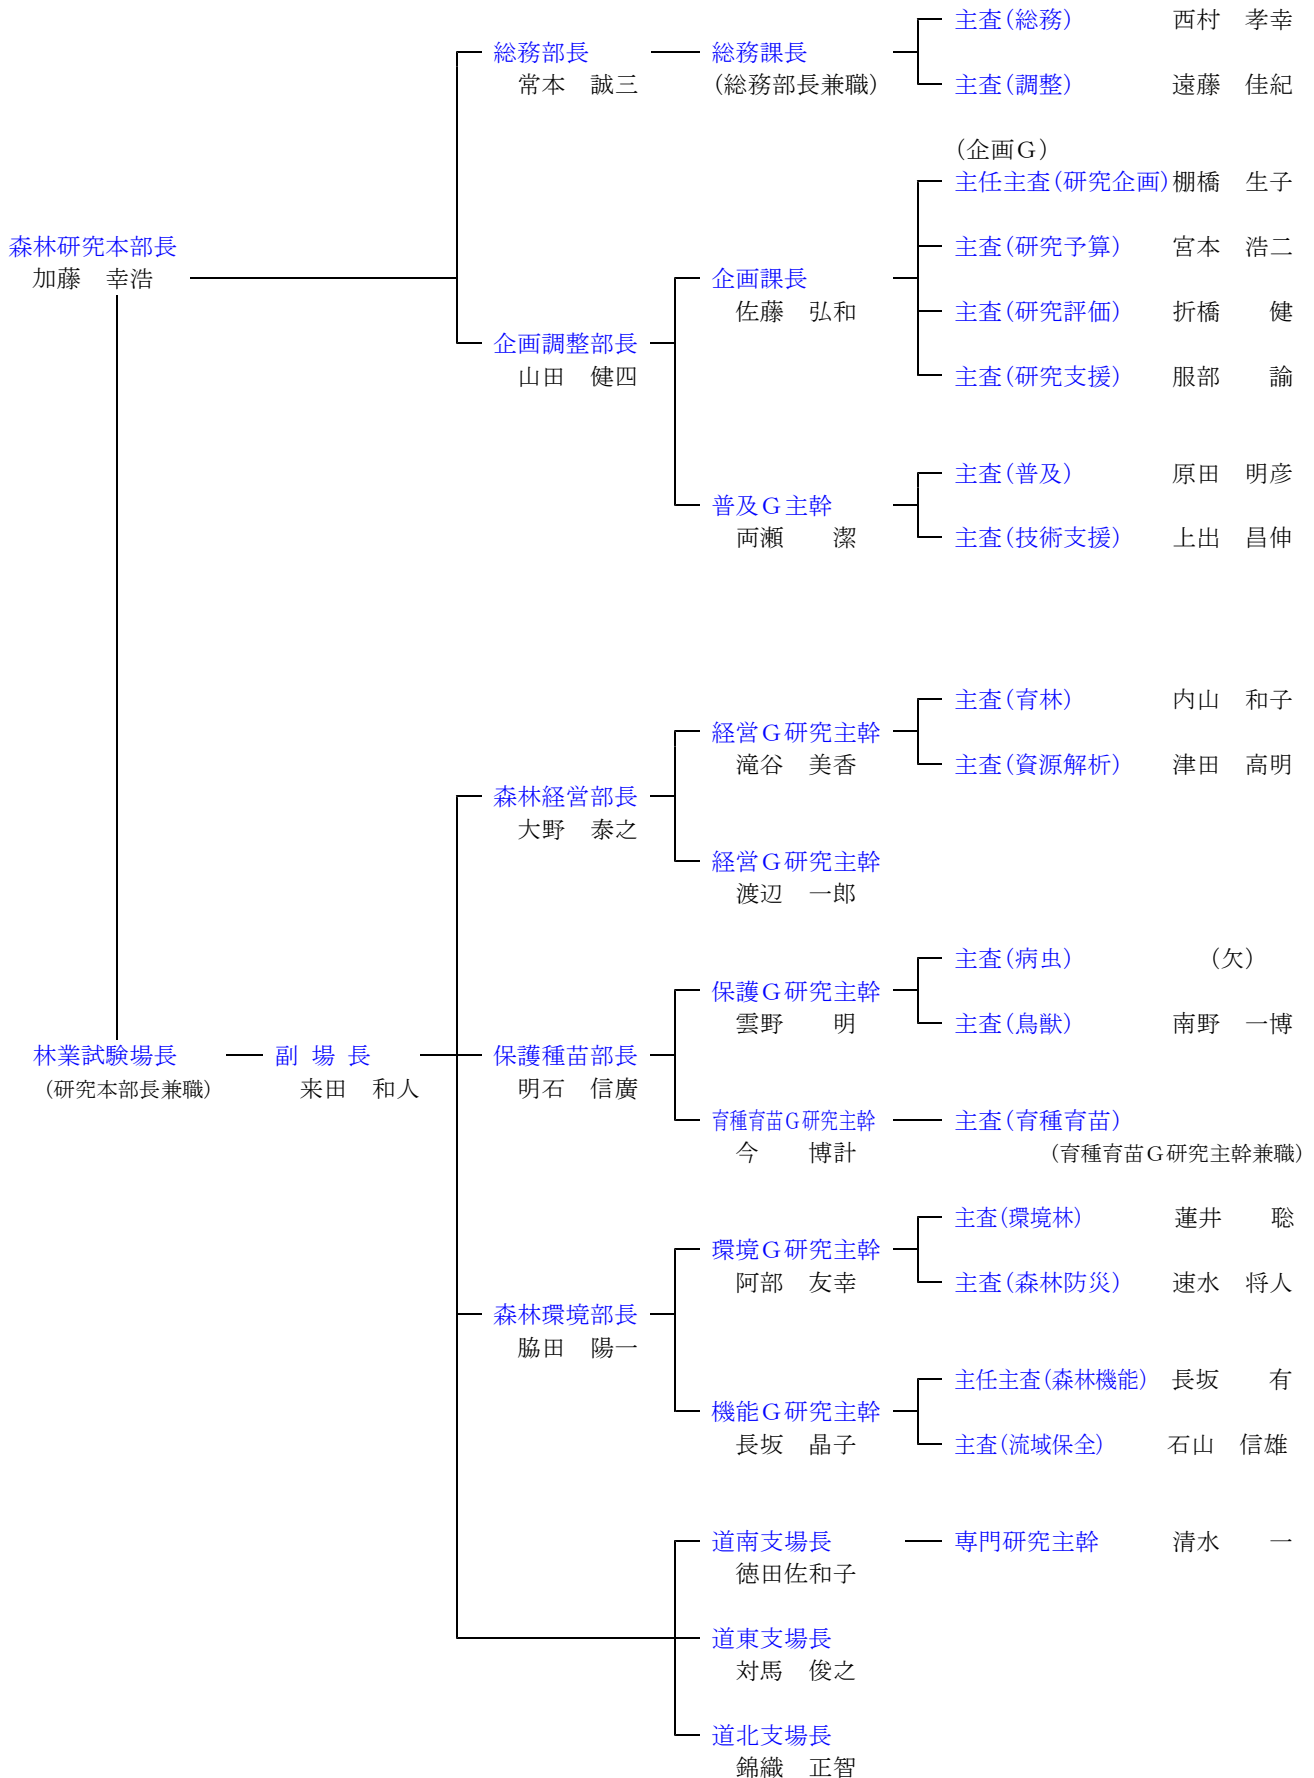 主査(総務)　西村　孝幸
総務部長　総務課長
常本　誠三　(総務部長兼職)　主査(調整)　遠藤　佳紀
(企画G)
主任主査(研究企画)　棚橋　生子
森林研究本部長　主査(研究予算)　宮本　浩二
加藤　幸浩　企画課長
佐藤　弘和　主査(研究評価)　折橋　健
企画調整部長
山田　健四　主査(研究支援)　服部　諭
主査(普及)　原田　明彦
普及G主幹
両瀬　潔　主査(技術支援)　上出　昌伸
主査(育林)　内山　和子
経営G研究主幹
滝谷　美香　主査(資源解析)　津田　高明
森林経営部長
大野　泰之
経営G研究主幹
渡辺　一郎
主査(病虫)　(欠)
保護G研究主幹
雲野　明　主査(鳥獣)　南野　一博
林業試験場長　副 場 長　保護種苗部長
(研究本部長兼職)　来田　和人　明石　信廣
育種育苗G研究主幹　主査(育種育苗)
今　博計　(育種育苗G研究主幹兼職)
主査(環境林)　蓮井　聡
環境G研究主幹
阿部　友幸　主査(森林防災)　速水　将人
森林環境部長
脇田　陽一
主任主査(森林機能)　長坂　有
機能G研究主幹
長坂　晶子　主査(流域保全)　石山　信雄
道南支場長　専門研究主幹　清水　一
徳田佐和子
道東支場長
対馬　俊之
道北支場長
錦織　正智